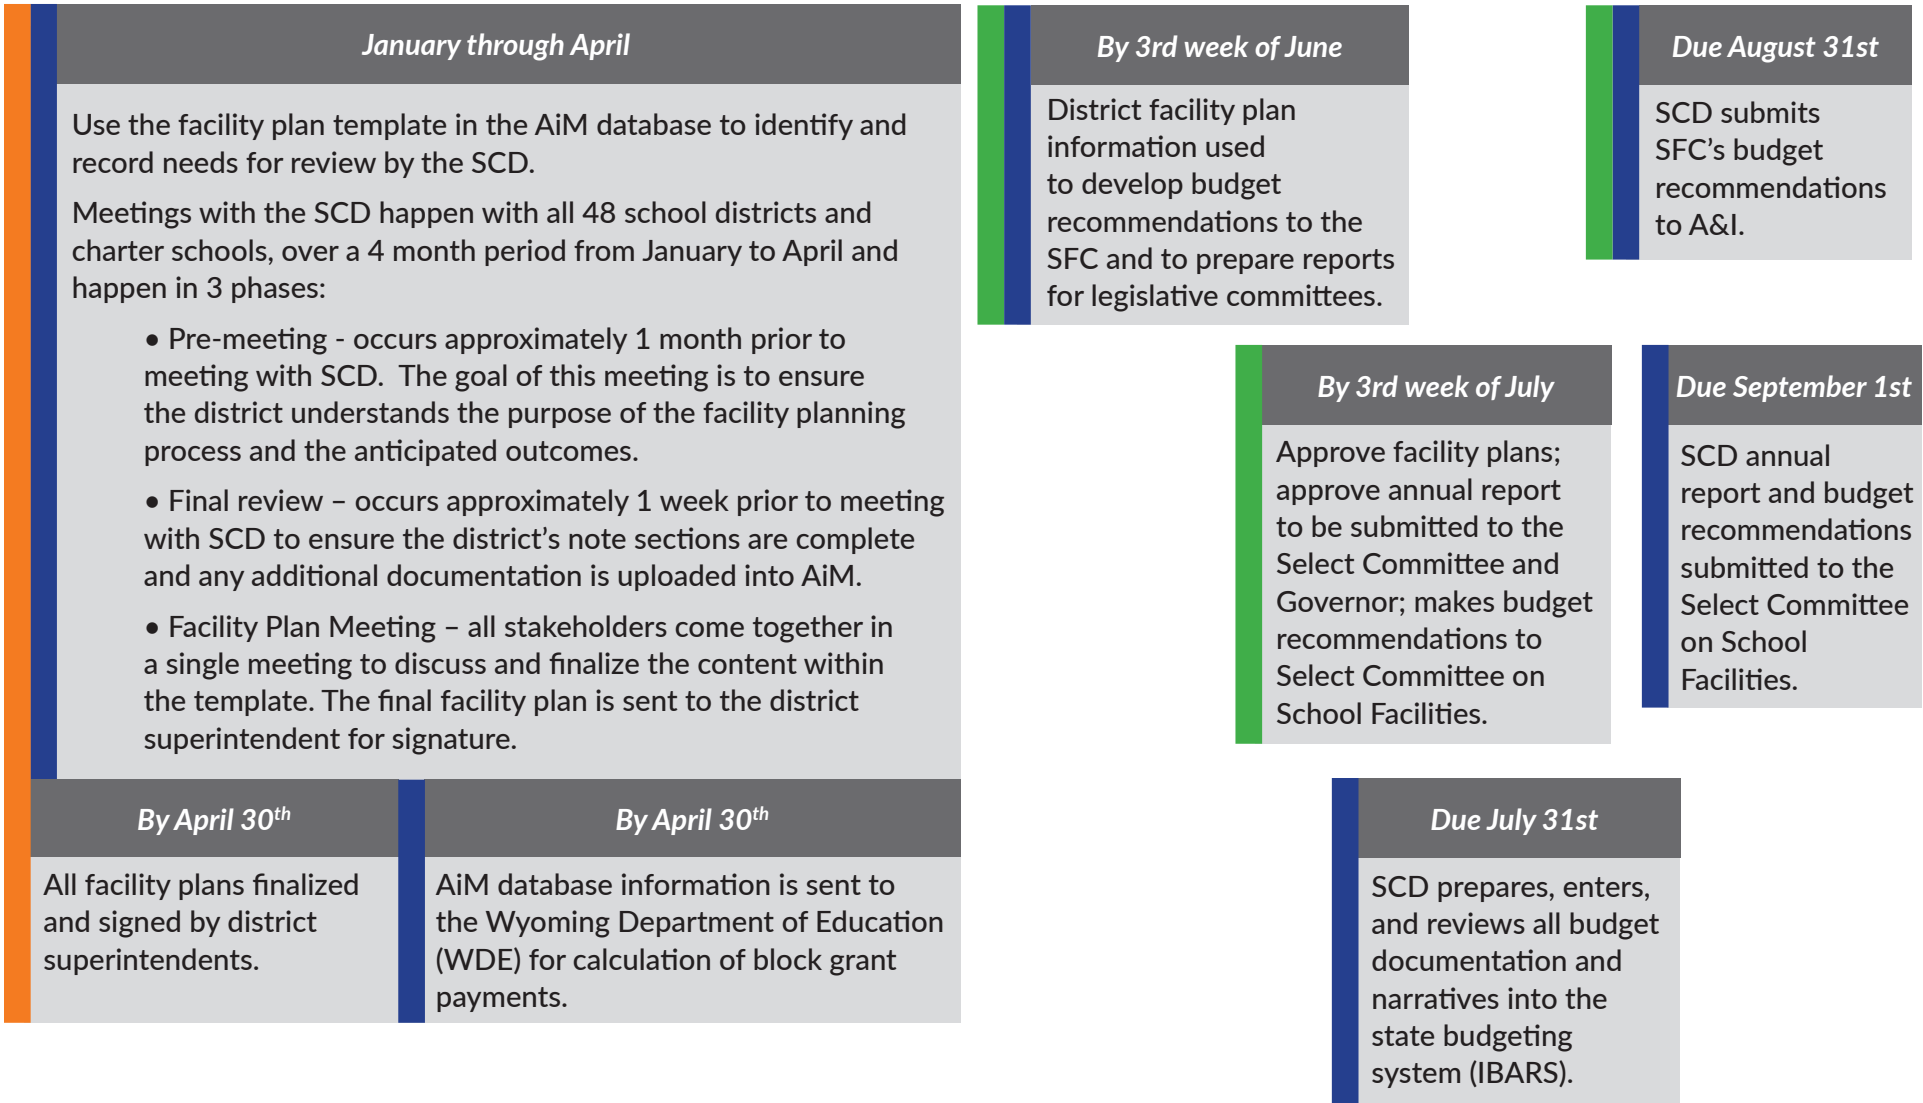 January through April
Use the facility plan template in the AiM database to identify and
record needs for review by the SCD.
Meetings with the SCD happen with all 48 school districts and
charter schools, over a 4 month period from January to April and
happen in 3 phases:
• Pre-meeting - occurs approximately 1 month prior to
meeting with SCD.  The goal of this meeting is to ensure
the district understands the purpose of the facility planning
process and the anticipated outcomes.
• Final review – occurs approximately 1 week prior to meeting
with SCD to ensure the district’s note sections are complete
and any additional documentation is uploaded into AiM.
• Facility Plan Meeting – all stakeholders come together in
a single meeting to discuss and finalize the content within
the template. The final facility plan is sent to the district
superintendent for signature.
By April 30th
All facility plans finalized
and signed by district
superintendents.
By April 30th
AiM database information is sent to
the Wyoming Department of Education
(WDE) for calculation of block grant
payments.
By 3rd week of June
District facility plan
information used
to develop budget
recommendations to the
SFC and to prepare reports
for legislative committees.
By 3rd week of July
Approve facility plans;
approve annual report
to be submitted to the
Select Committee and
Governor; makes budget
recommendations to
Select Committee on
School Facilities.
Due July 31st
SCD prepares, enters,
and reviews all budget
documentation and
narratives into the
state budgeting
system (IBARS).
Due August 31st
SCD submits
SFC’s budget
recommendations
to A&I.
Due September 1st
SCD annual
report and budget
recommendations
submitted to the
Select Committee
on School
Facilities.